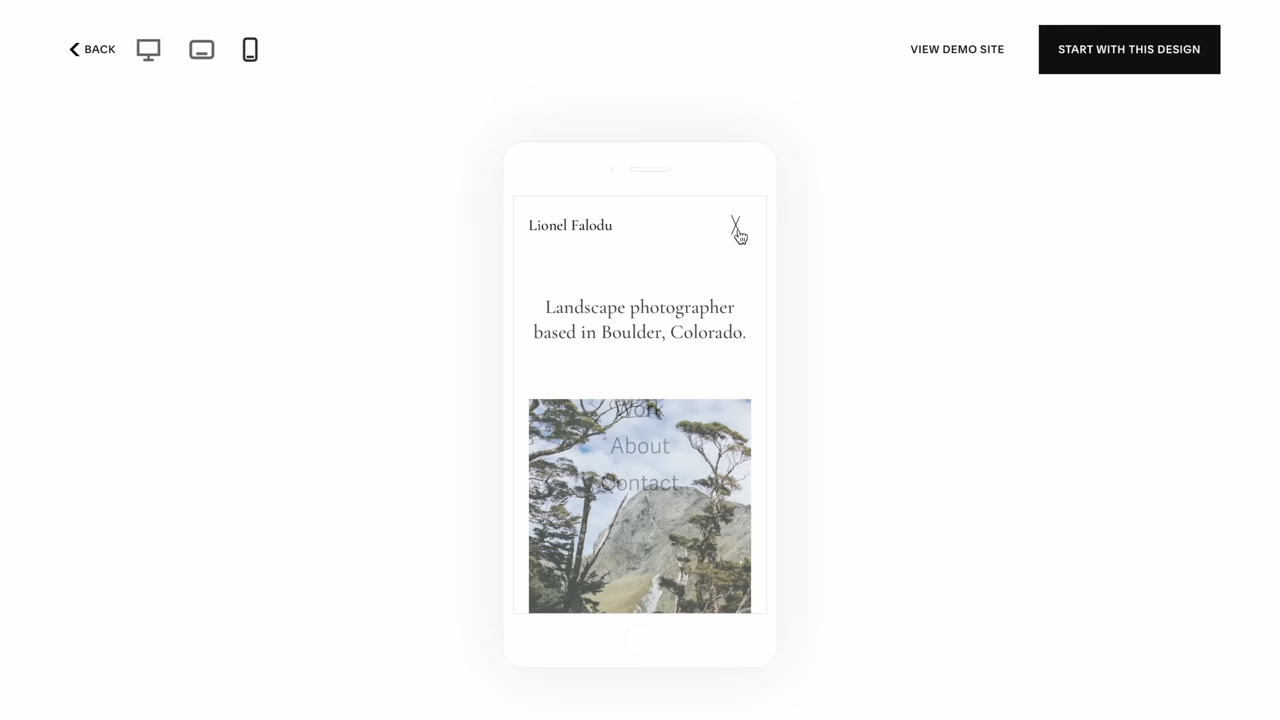 BACK
VIEW DEMO SITE
START WITH THIS DESIGN
Lionel Falodu
Landscape photographer
based in Boulder, Colorado.
Work
About
Contact